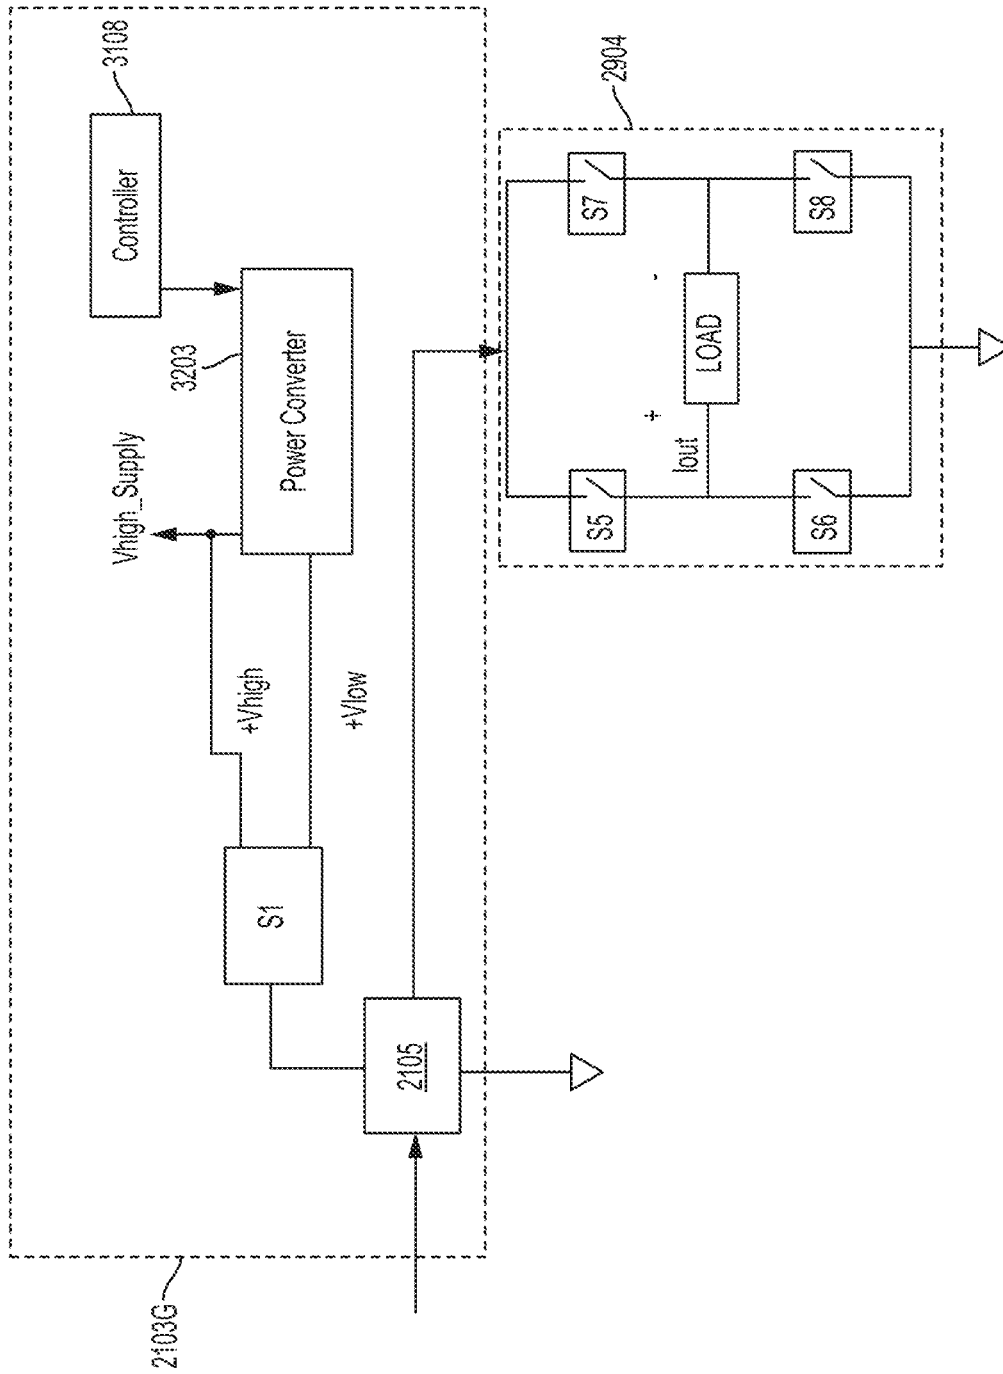 2103G
2105
S1
+Vhigh
+Vlow
Vhigh_Supply
3203
Power Converter
Controller
3108
2904
S5
S7
Iout
+
LOAD
-
S6
S8